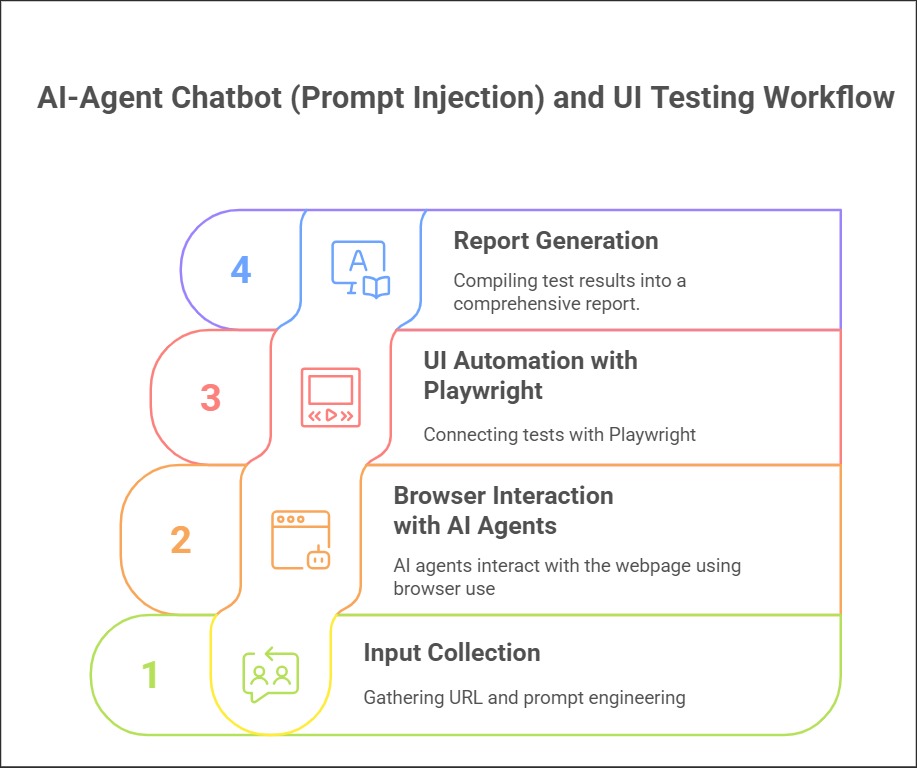 AI-Agent Chatbot (Prompt Injection) and UI Testing Workflow
4
Report Generation
Compiling test results into a
comprehensive report.
3
UI Automation with
Playwright
Connecting tests with Playwright
2
Browser Interaction
with AI Agents
AI agents interact with the webpage using
browser use
1
Input Collection
Gathering URL and prompt engineering